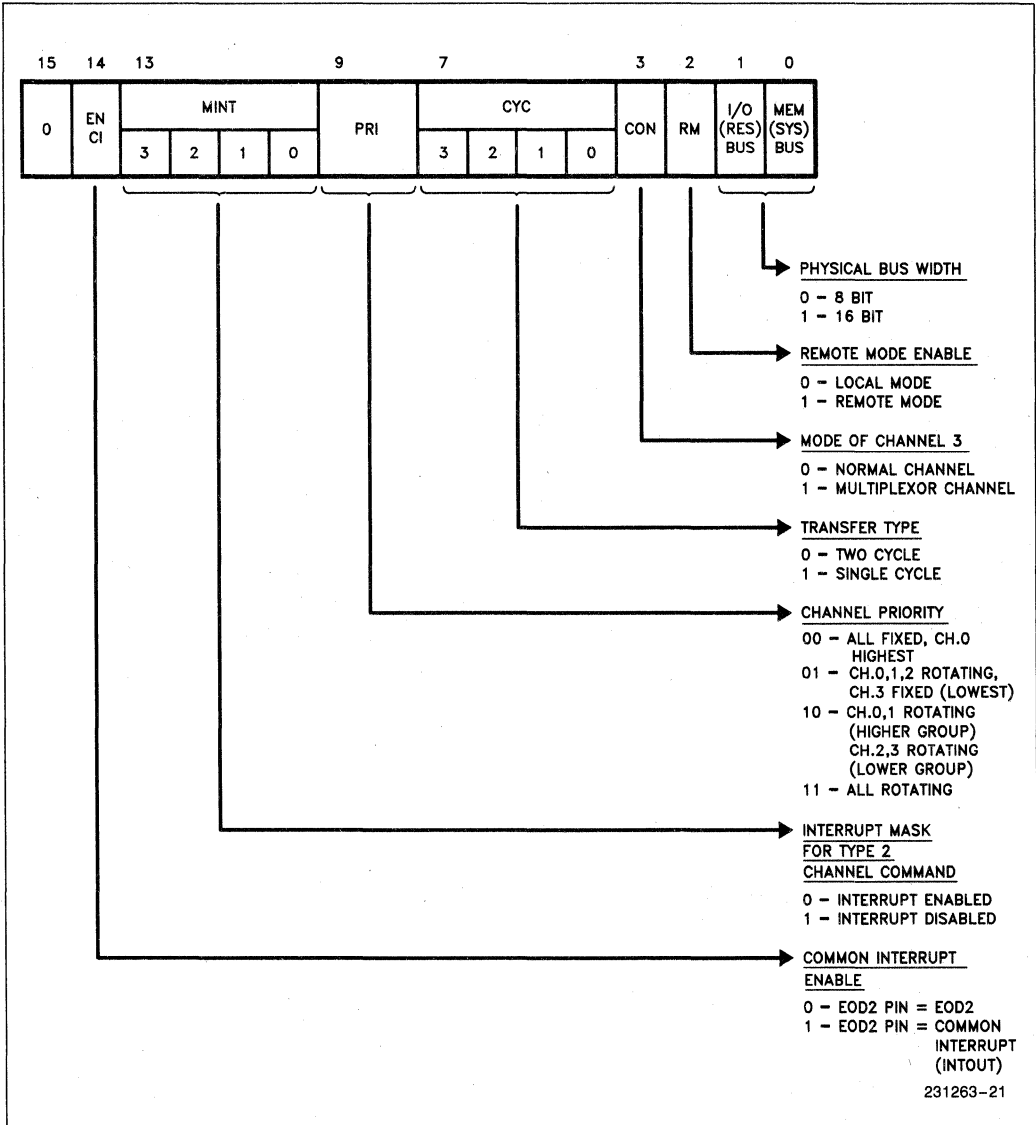 15 14 13 9 7 3 2 1 0
0 EN CI MINT PRI CYC CON RM I/O (RES) BUS MEM (SYS) BUS
3 2 1 0 3 2 1 0
PHYSICAL BUS WIDTH
0 – 8 BIT
1 – 16 BIT
REMOTE MODE ENABLE
0 – LOCAL MODE
1 – REMOTE MODE
MODE OF CHANNEL 3
0 – NORMAL CHANNEL
1 – MULTIPLEXOR CHANNEL
TRANSFER TYPE
0 – TWO CYCLE
1 – SINGLE CYCLE
CHANNEL PRIORITY
00 – ALL FIXED, CH.0
HIGHEST
01 – CH.0,1,2 ROTATING,
CH.3 FIXED (LOWEST)
10 – CH.0,1 ROTATING
(HIGHER GROUP)
CH.2,3 ROTATING
(LOWER GROUP)
11 – ALL ROTATING
INTERRUPT MASK
FOR TYPE 2
CHANNEL COMMAND
0 – INTERRUPT ENABLED
1 – INTERRUPT DISABLED
COMMON INTERRUPT
ENABLE
0 – EOD2 PIN = EOD2
1 – EOD2 PIN = COMMON
INTERRUPT
(INTOUT)
231263–21